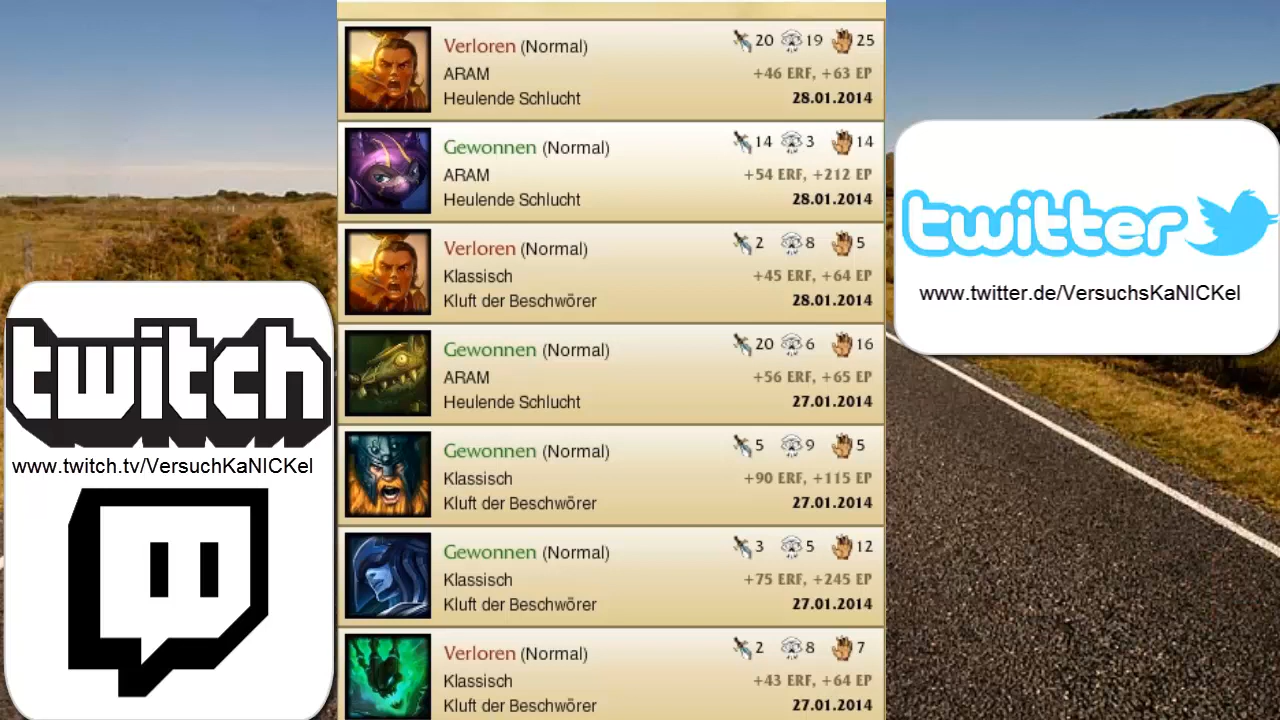 Verloren (Normal) 20 19 25
ARAM +46 ERF, +63 EP
Heulende Schlucht 28.01.2014
Gewonnen (Normal) 14 3 14
ARAM +54 ERF, +212 EP
Heulende Schlucht 28.01.2014
Verloren (Normal) 2 8 5
Klassisch +45 ERF, +64 EP
Kluft der Beschwörer 28.01.2014
Gewonnen (Normal) 20 6 16
ARAM +56 ERF, +65 EP
Heulende Schlucht 27.01.2014
Gewonnen (Normal) 5 9 5
Klassisch +90 ERF, +115 EP
Kluft der Beschwörer 27.01.2014
Gewonnen (Normal) 3 5 12
Klassisch +75 ERF, +245 EP
Kluft der Beschwörer 27.01.2014
Verloren (Normal) 2 8 7
Klassisch +43 ERF, +64 EP
Kluft der Beschwörer 27.01.2014
twitch
www.twitch.tv/VersuchKaNICKel
twitter
www.twitter.de/VersuchsKaNICKel